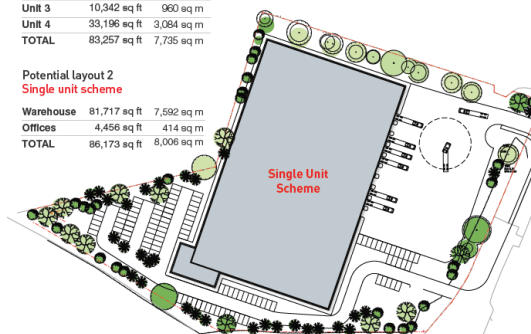 Unit 3 10,342 sq ft 960 sq m
Unit 4 33,196 sq ft 3,084 sq m
TOTAL 83,257 sq ft 7,735 sq m
Potential layout 2
Single unit scheme
Warehouse 81,717 sq ft 7,592 sq m
Offices 4,456 sq ft 414 sq m
TOTAL 86,173 sq ft 8,006 sq m
Single Unit
Scheme